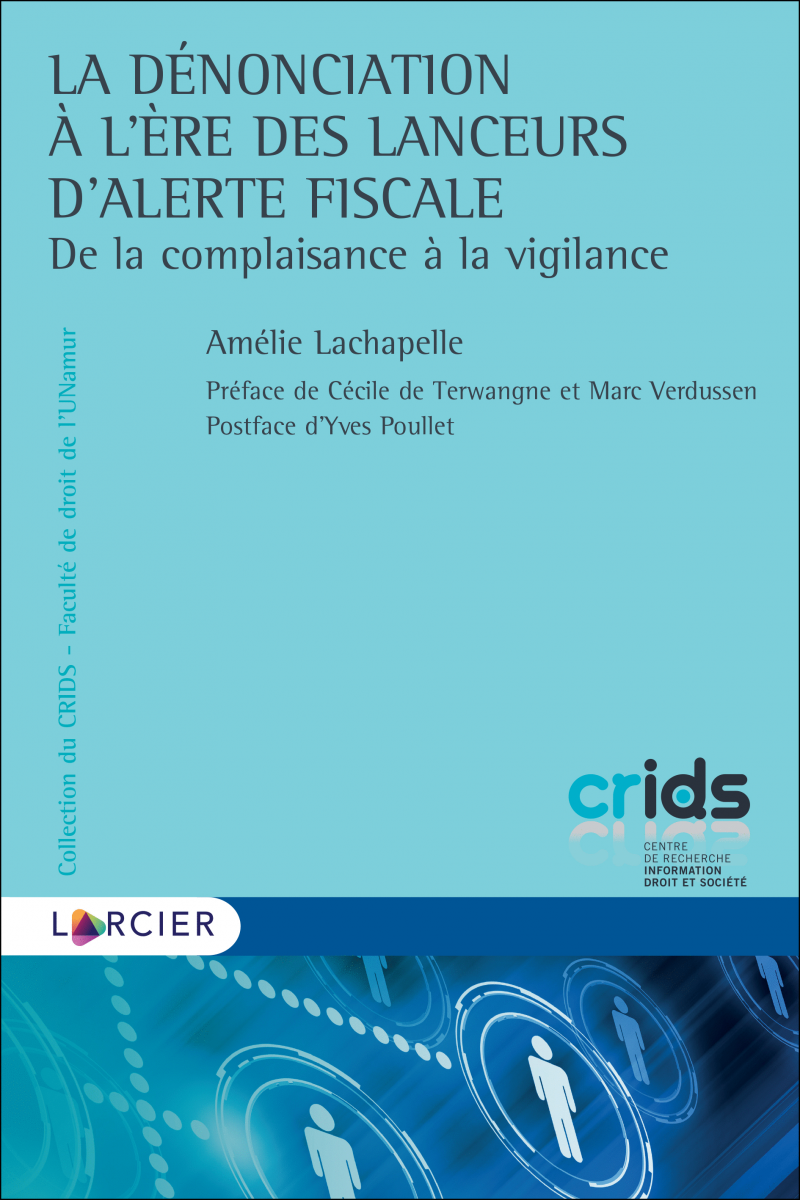 LA DÉNONCIATION
À L'ÈRE DES LANCEURS
D'ALERTE FISCALE
De la complaisance à la vigilance
Amélie Lachapelle
Préface de Cécile de Terwangne et Marc Verdussen
Postface d'Yves Poullet
Collection du CRIDS – Faculté de droit de l'UNamur
crids
CENTRE
DE RECHERCHE
INFORMATION
DROIT ET SOCIÉTÉ
LARCIER